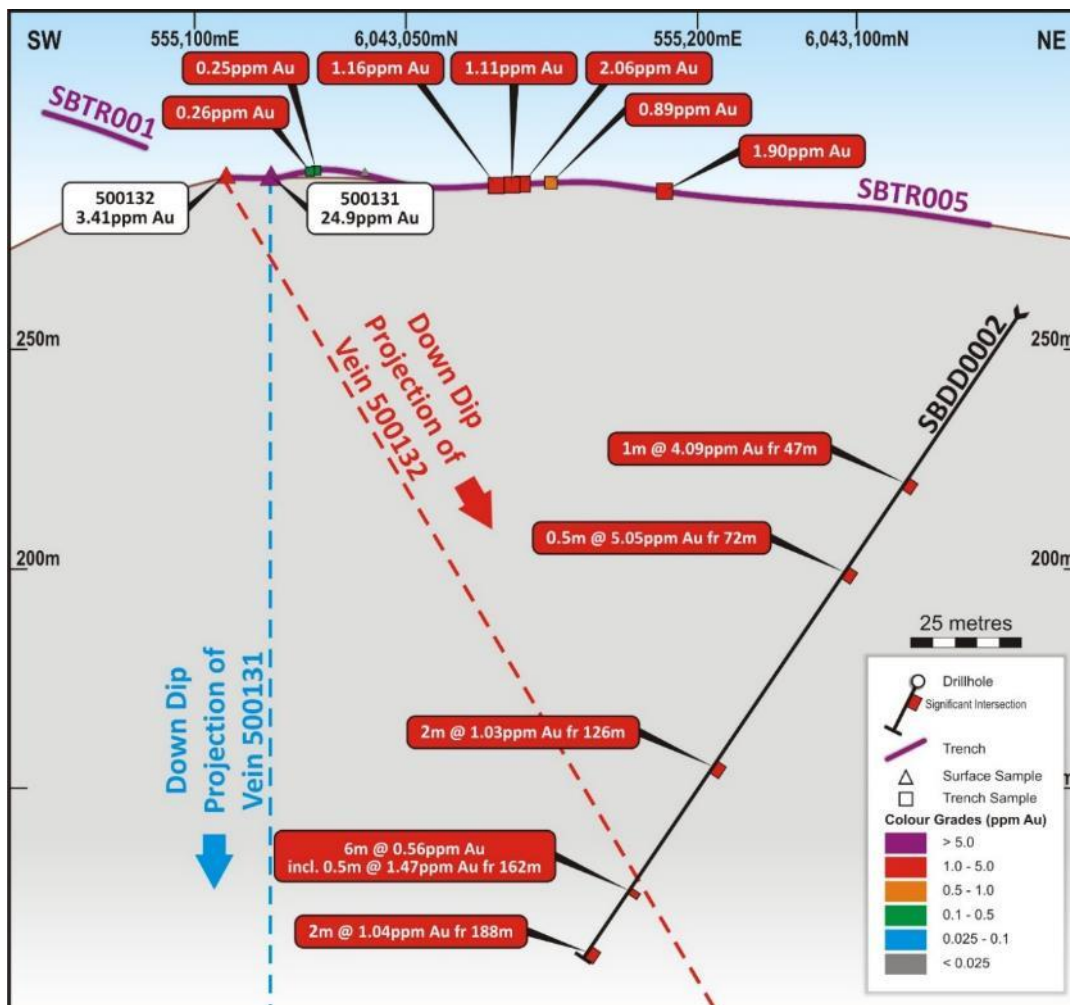 SW
555,100mE
6,043,050mN
555,200mE
6,043,100mN
NE
0.25ppm Au
1.16ppm Au
1.11ppm Au
2.06ppm Au
0.26ppm Au
0.89ppm Au
1.90ppm Au
SBTR001
500132
3.41ppm Au
500131
24.9ppm Au
SBTR005
250m
250m
Down Dip
Projection of
Vein 500132
SBDD0002
1m @ 4.09ppm Au fr 47m
0.5m @ 5.05ppm Au fr 72m
200m
200m
25 metres
Down Dip
Projection of
Vein 500131
2m @ 1.03ppm Au fr 126m
6m @ 0.56ppm Au
incl. 0.5m @ 1.47ppm Au fr 162m
2m @ 1.04ppm Au fr 188m
Drillhole
Significant Intersection
Trench
Surface Sample
Trench Sample
Colour Grades (ppm Au)
> 5.0
1.0 - 5.0
0.5 - 1.0
0.1 - 0.5
0.025 - 0.1
< 0.025